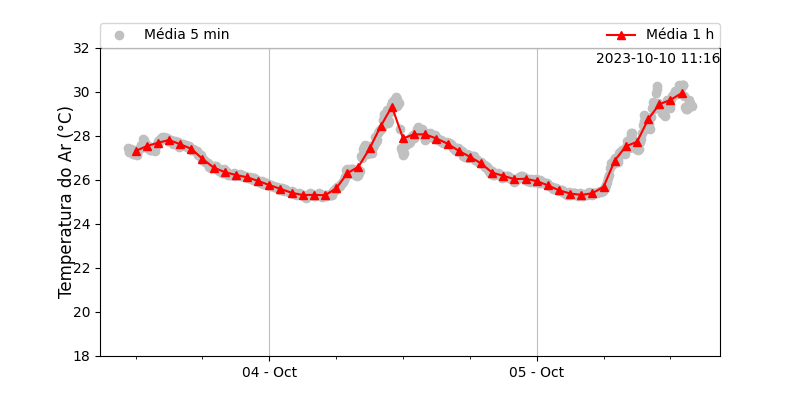 Média 5 min
Média 1 h
2023-10-10 11:16
Temperatura do Ar (°C)
32
30
28
26
24
22
20
18
04 - Oct
05 - Oct